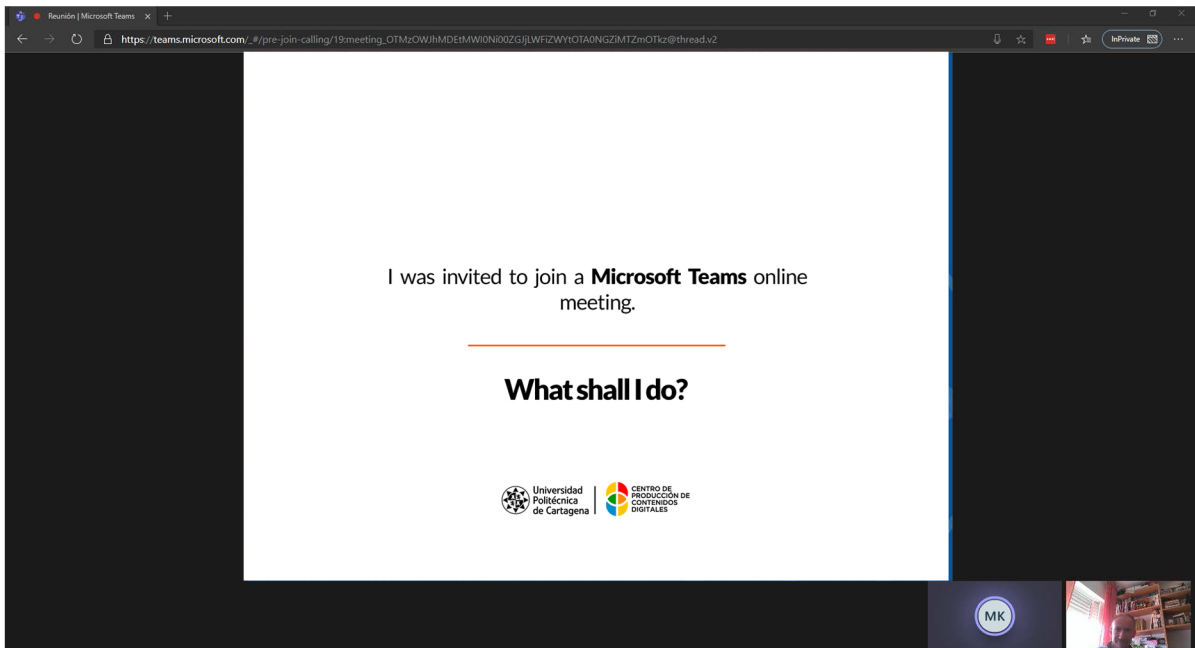 Reunión | Microsoft Teams
https://teams.microsoft.com/_#/pre-join-calling/19:meeting_OTMzOWJhMDEtMWI0Ni00ZGJjLWFiZWYtOTA0NGZiMTZmOTkz@thread.v2
InPrivate
I was invited to join a Microsoft Teams online
meeting.
What shall I do?
Universidad
Politécnica
de Cartagena
CENTRO DE
PRODUCCIÓN DE
CONTENIDOS
DIGITALES
MK